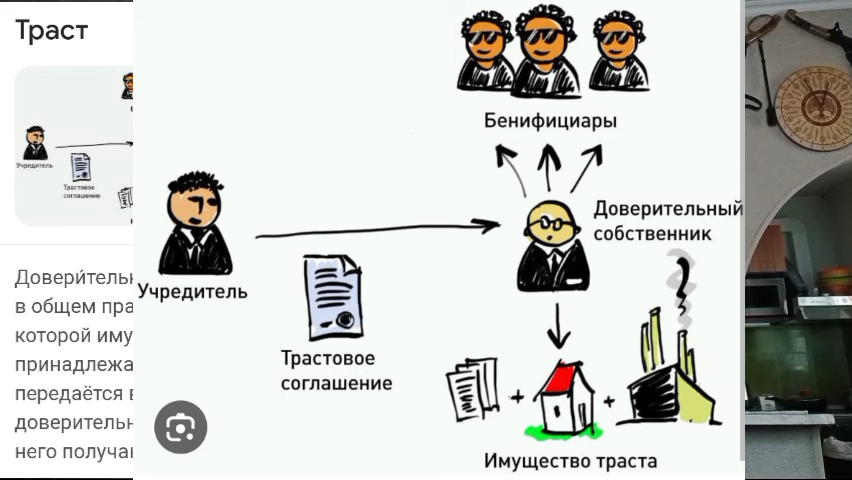 Траст
Учредитель
Трастовое
соглашение
Довери́тель
в общем пра
которой иму
принадлежа
передаётся в
доверительн
него получа
Бенифициары
Доверительный
собственник
Учредитель
Трастовое
соглашение
Имущество траста